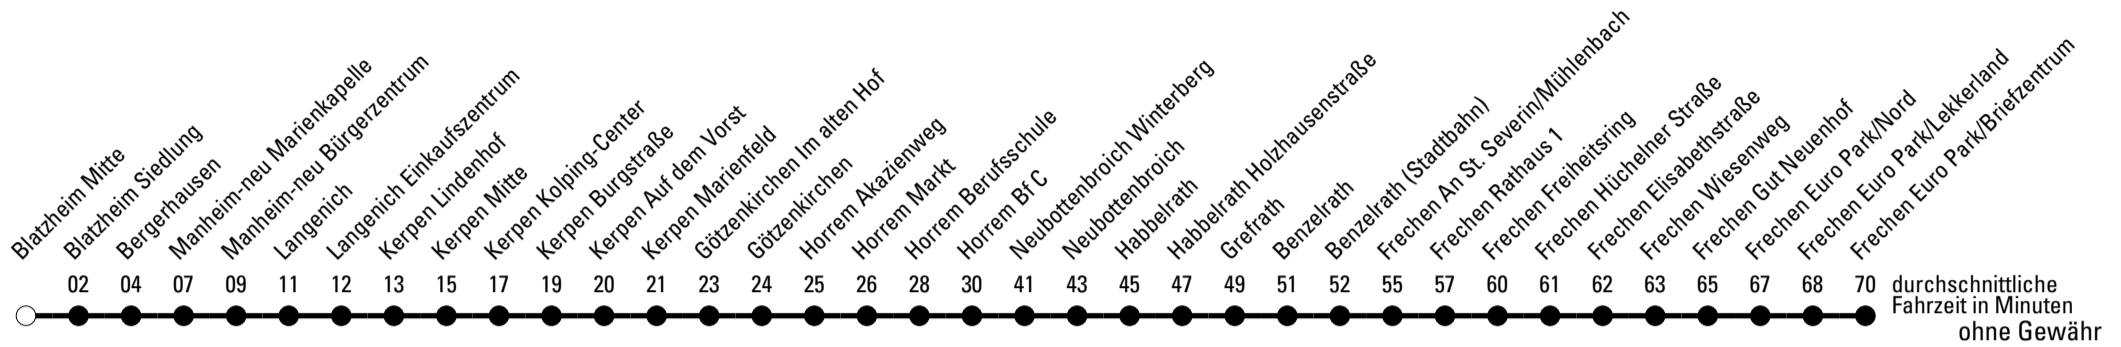 Blatzheim Mitte
Blatzheim Siedlung
Bergerhausen
Manheim-neu Marienkapelle
Manheim-neu Bürgerzentrum
Langenich
Langenich Einkaufszentrum
Kerpen Lindenhof
Kerpen Mitte
Kerpen Kolping-Center
Kerpen Burgstraße
Kerpen Auf dem Vorst
Kerpen Marienfeld
Götzenkirchen Im alten Hof
Götzenkirchen
Horrem Akazienweg
Horrem Markt
Horrem Berufsschule
Horrem Bf C
Neubottenbroich Winterberg
Neubottenbroich
Habbelrath
Habbelrath Holzhausenstraße
Grefrath
Benzelrath
Benzelrath (Stadtbahn)
Frechen An St. Severin/Mühlenbach
Frechen Rathaus 1
Frechen Freiheitsring
Frechen Hüchelner Straße
Frechen Elisabethstraße
Frechen Wiesenweg
Frechen Gut Neuenhof
Frechen Euro Park/Nord
Frechen Euro Park/Lekkerland
Frechen Euro Park/Briefzentrum
02 04 07 09 11 12 13 15 17 19 20 21 23 24 25 26 28 30 41 43 45 47 49 51 52 55 57 60 61 62 63 65 67 68 70 durchschnittliche
Fahrzeit in Minuten
ohne Gewähr